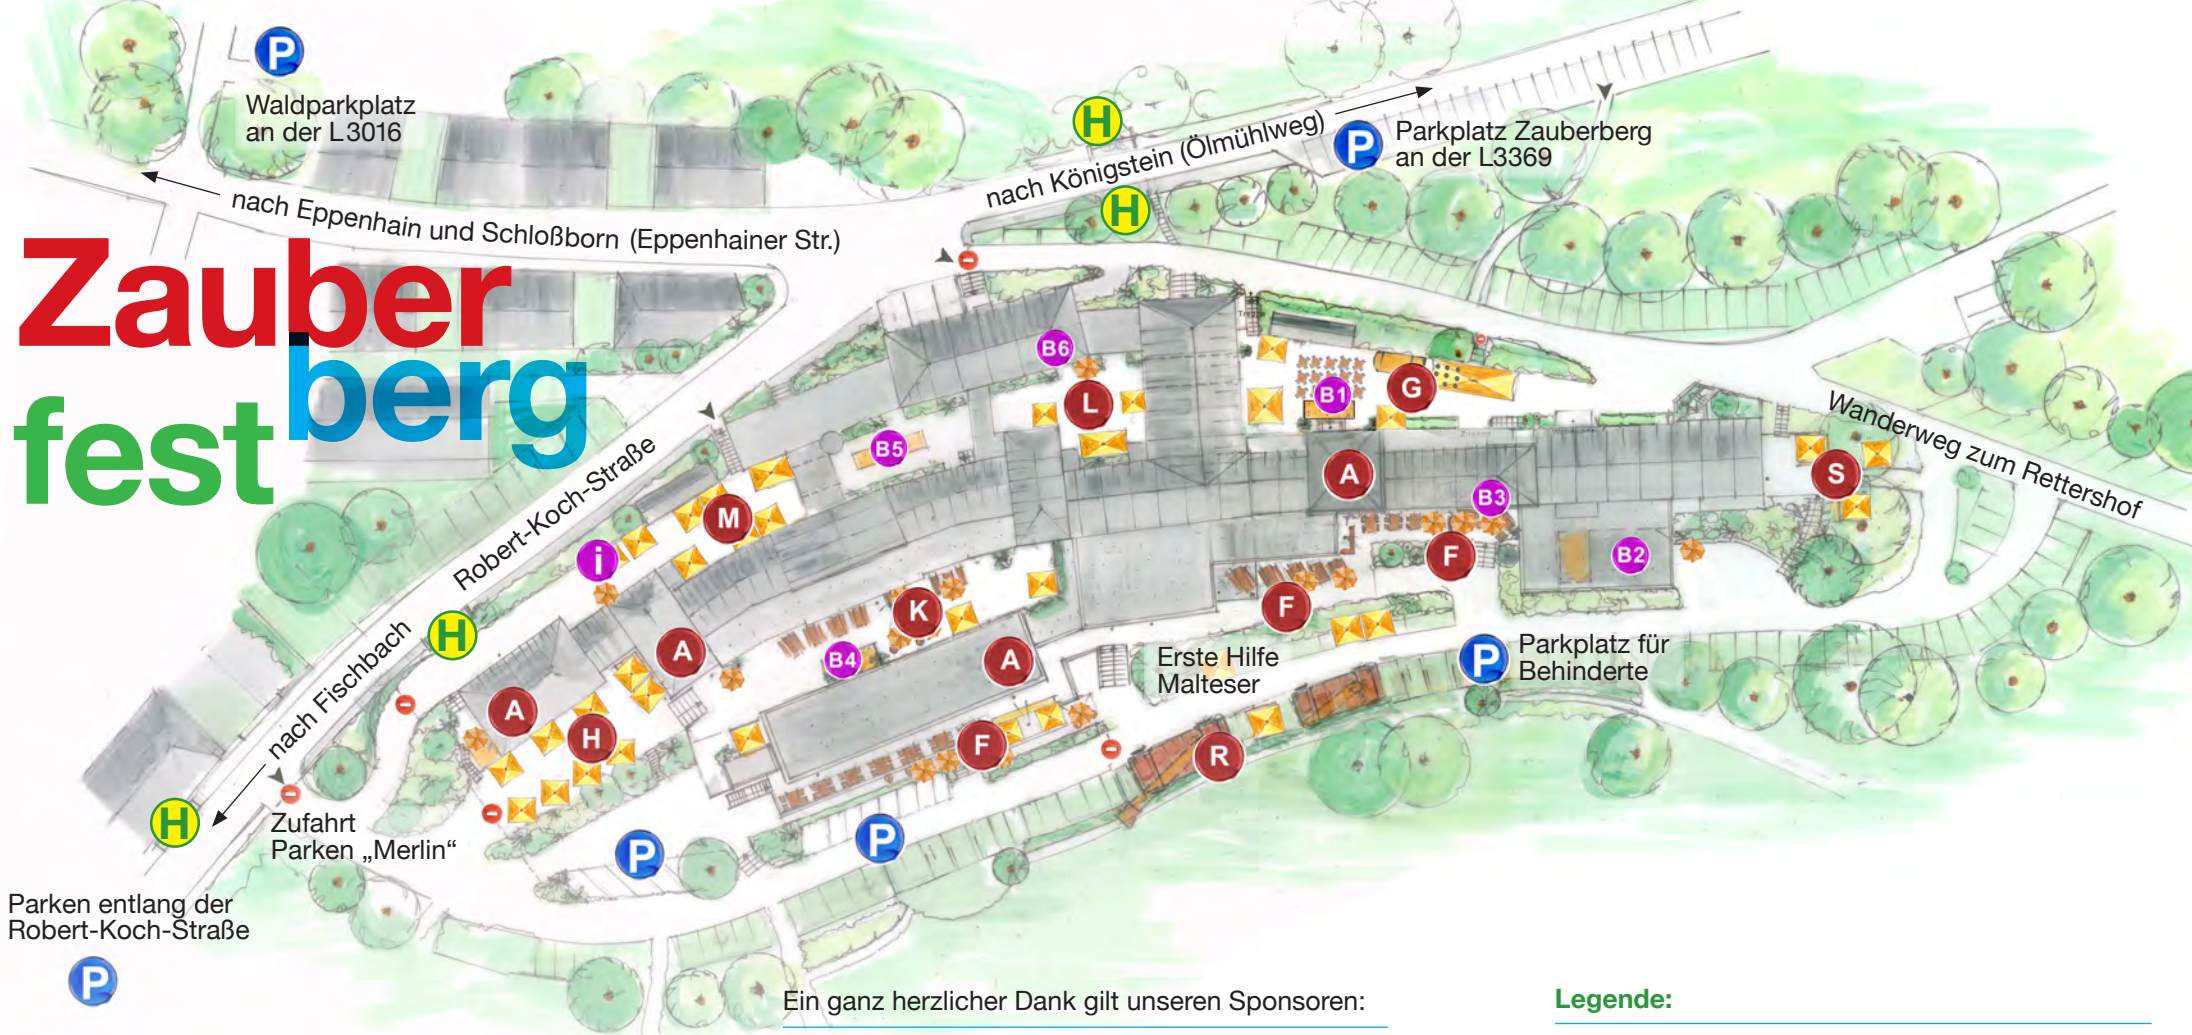 P
Waldparkplatz
an der L3016
H
nach Königstein (Ölmühlweg)
P
Parkplatz Zauberberg
an der L3369
H
nach Eppenhain und Schloßborn (Eppenhainer Str.)
Zauber
berg
fest
B6
L
B1
G
B5
A
B3
S
Wanderweg zum Rettershof
Robert-Koch-Straße
M
i
F
B2
K
F
H
A
B4
A
Erste Hilfe
Malteser
P
Parkplatz für
Behinderte
nach Fischbach
A
H
F
R
H
Zufahrt
Parken „Merlin“
P
P
Parken entlang der
Robert-Koch-Straße
P
Ein ganz herzlicher Dank gilt unseren Sponsoren:
Legende: